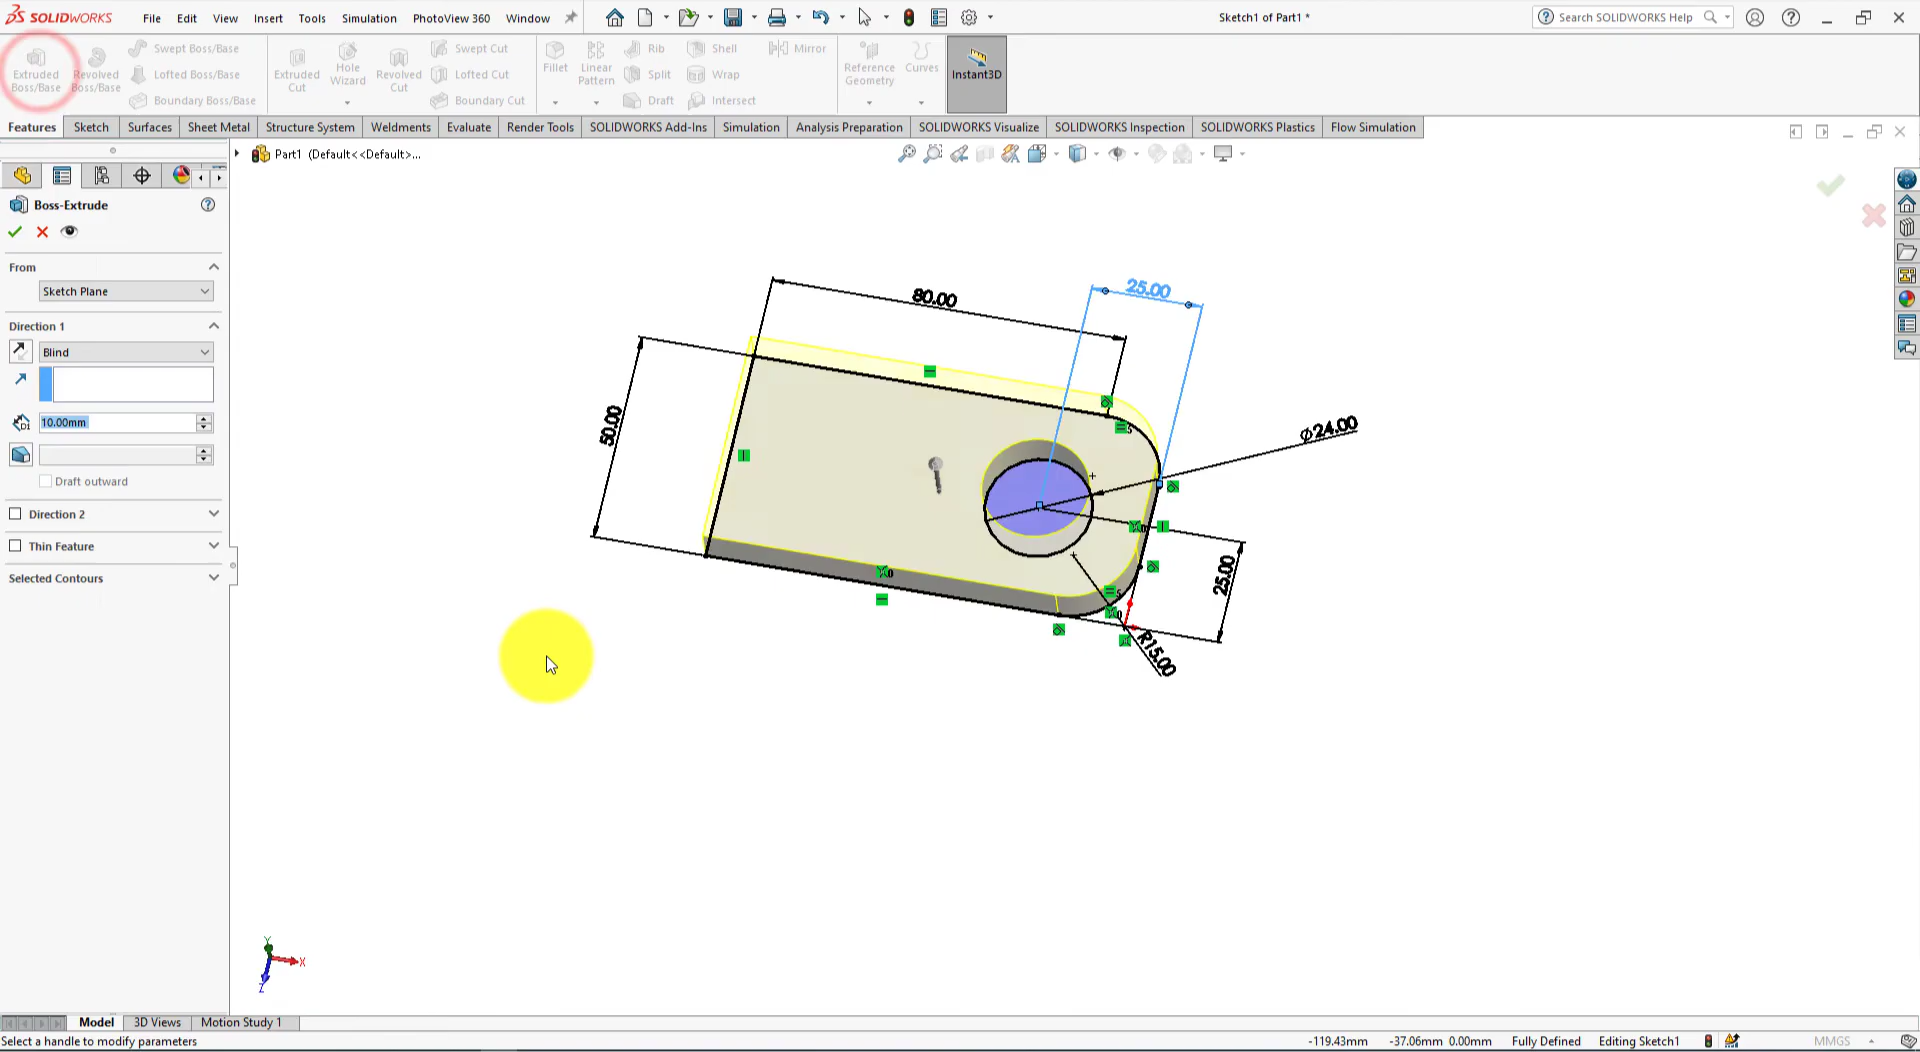 SOLIDWORKS File Edit View Insert Tools Simulation PhotoView 360 Window Sketch1 of Part1 * Search SOLIDWORKS Help
Extruded Boss/Base
Revolved Boss/Base
Swept Boss/Base
Lofted Boss/Base
Boundary Boss/Base
Extruded Cut
Hole Wizard
Revolved Cut
Swept Cut
Lofted Cut
Boundary Cut
Fillet
Linear Pattern
Rib
Split
Draft
Shell
Wrap
Intersect
Mirror
Reference Geometry
Curves
Instant3D
Features Sketch Surfaces Sheet Metal Structure System Weldments Evaluate Render Tools SOLIDWORKS Add-Ins Simulation Analysis Preparation SOLIDWORKS Visualize SOLIDWORKS Inspection SOLIDWORKS Plastics Flow Simulation
Part1 (Default<<Default>...
Boss-Extrude
From
Sketch Plane
Direction 1
Blind
10.00mm
Draft outward
Direction 2
Thin Feature
Selected Contours
80.00
25.00
50.00
⌀24.00
25.00
R15.00
Y
X
Z
Model 3D Views Motion Study 1
Select a handle to modify parameters -119.43mm -37.06mm 0.00mm Fully Defined Editing Sketch1 MMGS